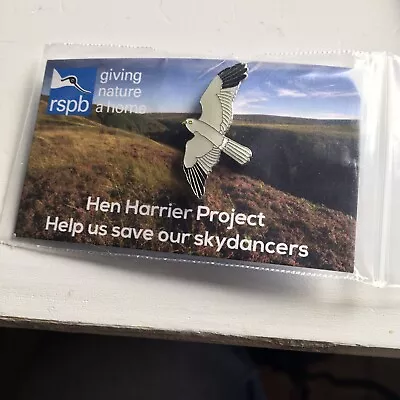 rspb
giving
nature
a home
Hen Harrier Project
Help us save our skydancers